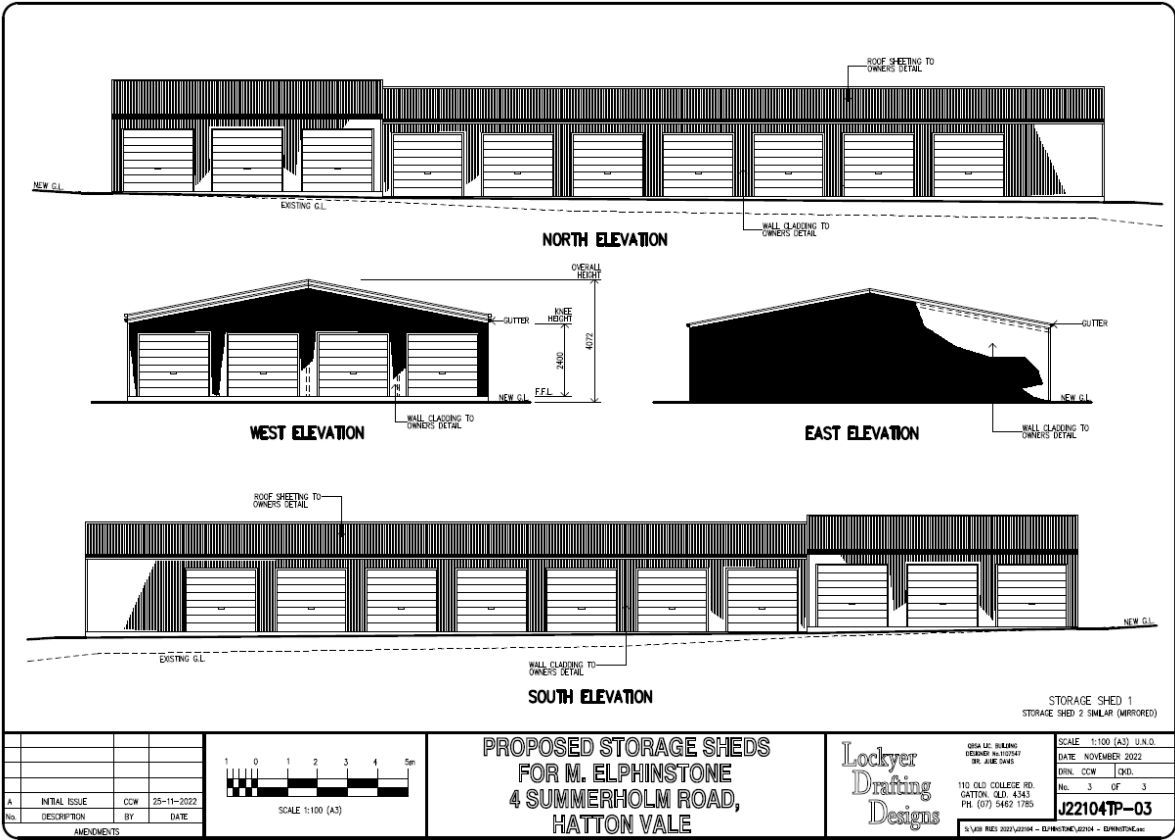 ROOF SHEETING TO
OWNERS DETAIL
NEW G.L.
EXISTING G.L.
WALL CLADDING TO
OWNERS DETAIL
NORTH ELEVATION
OVERALL
HEIGHT
KNEE
HEIGHT
GUTTER
2400
4072
F.F.L.
NEW G.L.
WALL CLADDING TO
OWNERS DETAIL
WEST ELEVATION
GUTTER
NEW G.L.
WALL CLADDING TO
OWNERS DETAIL
EAST ELEVATION
ROOF SHEETING TO
OWNERS DETAIL
NEW G.L.
EXISTING G.L.
WALL CLADDING TO
OWNERS DETAIL
SOUTH ELEVATION
STORAGE SHED 1
STORAGE SHED 2 SIMILAR (MIRRORED)
A INITIAL ISSUE CCW 25-11-2022
No. DESCRIPTION BY DATE
AMENDMENTS
1 0 1 2 3 4 5m
SCALE 1:100 (A3)
PROPOSED STORAGE SHEDS
FOR M. ELPHINSTONE
4 SUMMERHOLM ROAD,
HATTON VALE
Lockyer
Drafting
Designs
QBSA LIC. BUILDING
DESIGNER No.1107547
110 OLD COLLEGE RD.
GATTON. QLD. 4343
PH. (07) 5462 1785
SCALE 1:100 (A3) U.N.O.
DATE NOVEMBER 2022
DRN. CCW CKD.
No. 3 OF 3
J22104TP-03